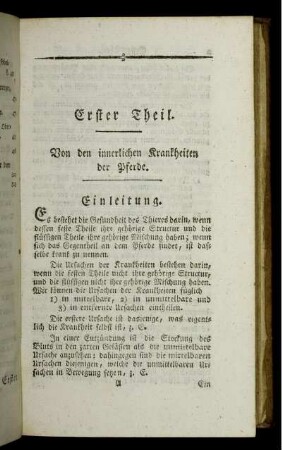 Erster Theil.
Von den innerlichen Krankheiten
der Pferde.
Einleitung.
Es bestehet die Gesundheit des Thieres darin, wenn
dessen feste Theile ihre gehörige Structur und die
flüssigen Theile ihre gehörige Mischung haben; wenn
sich das Gegentheil an dem Pferde findet, ist daß-
selbe krank zu nennen.
Die Ursachen der Krankheiten bestehen darin,
wenn die festen Theile nicht ihre gehörige Structur,
und die flüssigen nicht ihre gehörige Mischung haben.
Wir können die Ursachen der Krankheiten füglich
1) in mittelbare, 2) in unmittelbare und
3) in entfernte Ursachen eintheilen.
Die erstere Ursache ist dasjenige, was eigent-
lich die Krankheit selbst ist, z. E.
In einer Entzündung ist die Stockung des
Bluts in den zarten Gefäßen als die unmittelbare
Ursache anzusehen; dahingegen sind die mittelbaren
Ursachen diejenigen, welche die unmittelbaren Ur-
sachen in Bewegung setzen, z. E.
A Ein